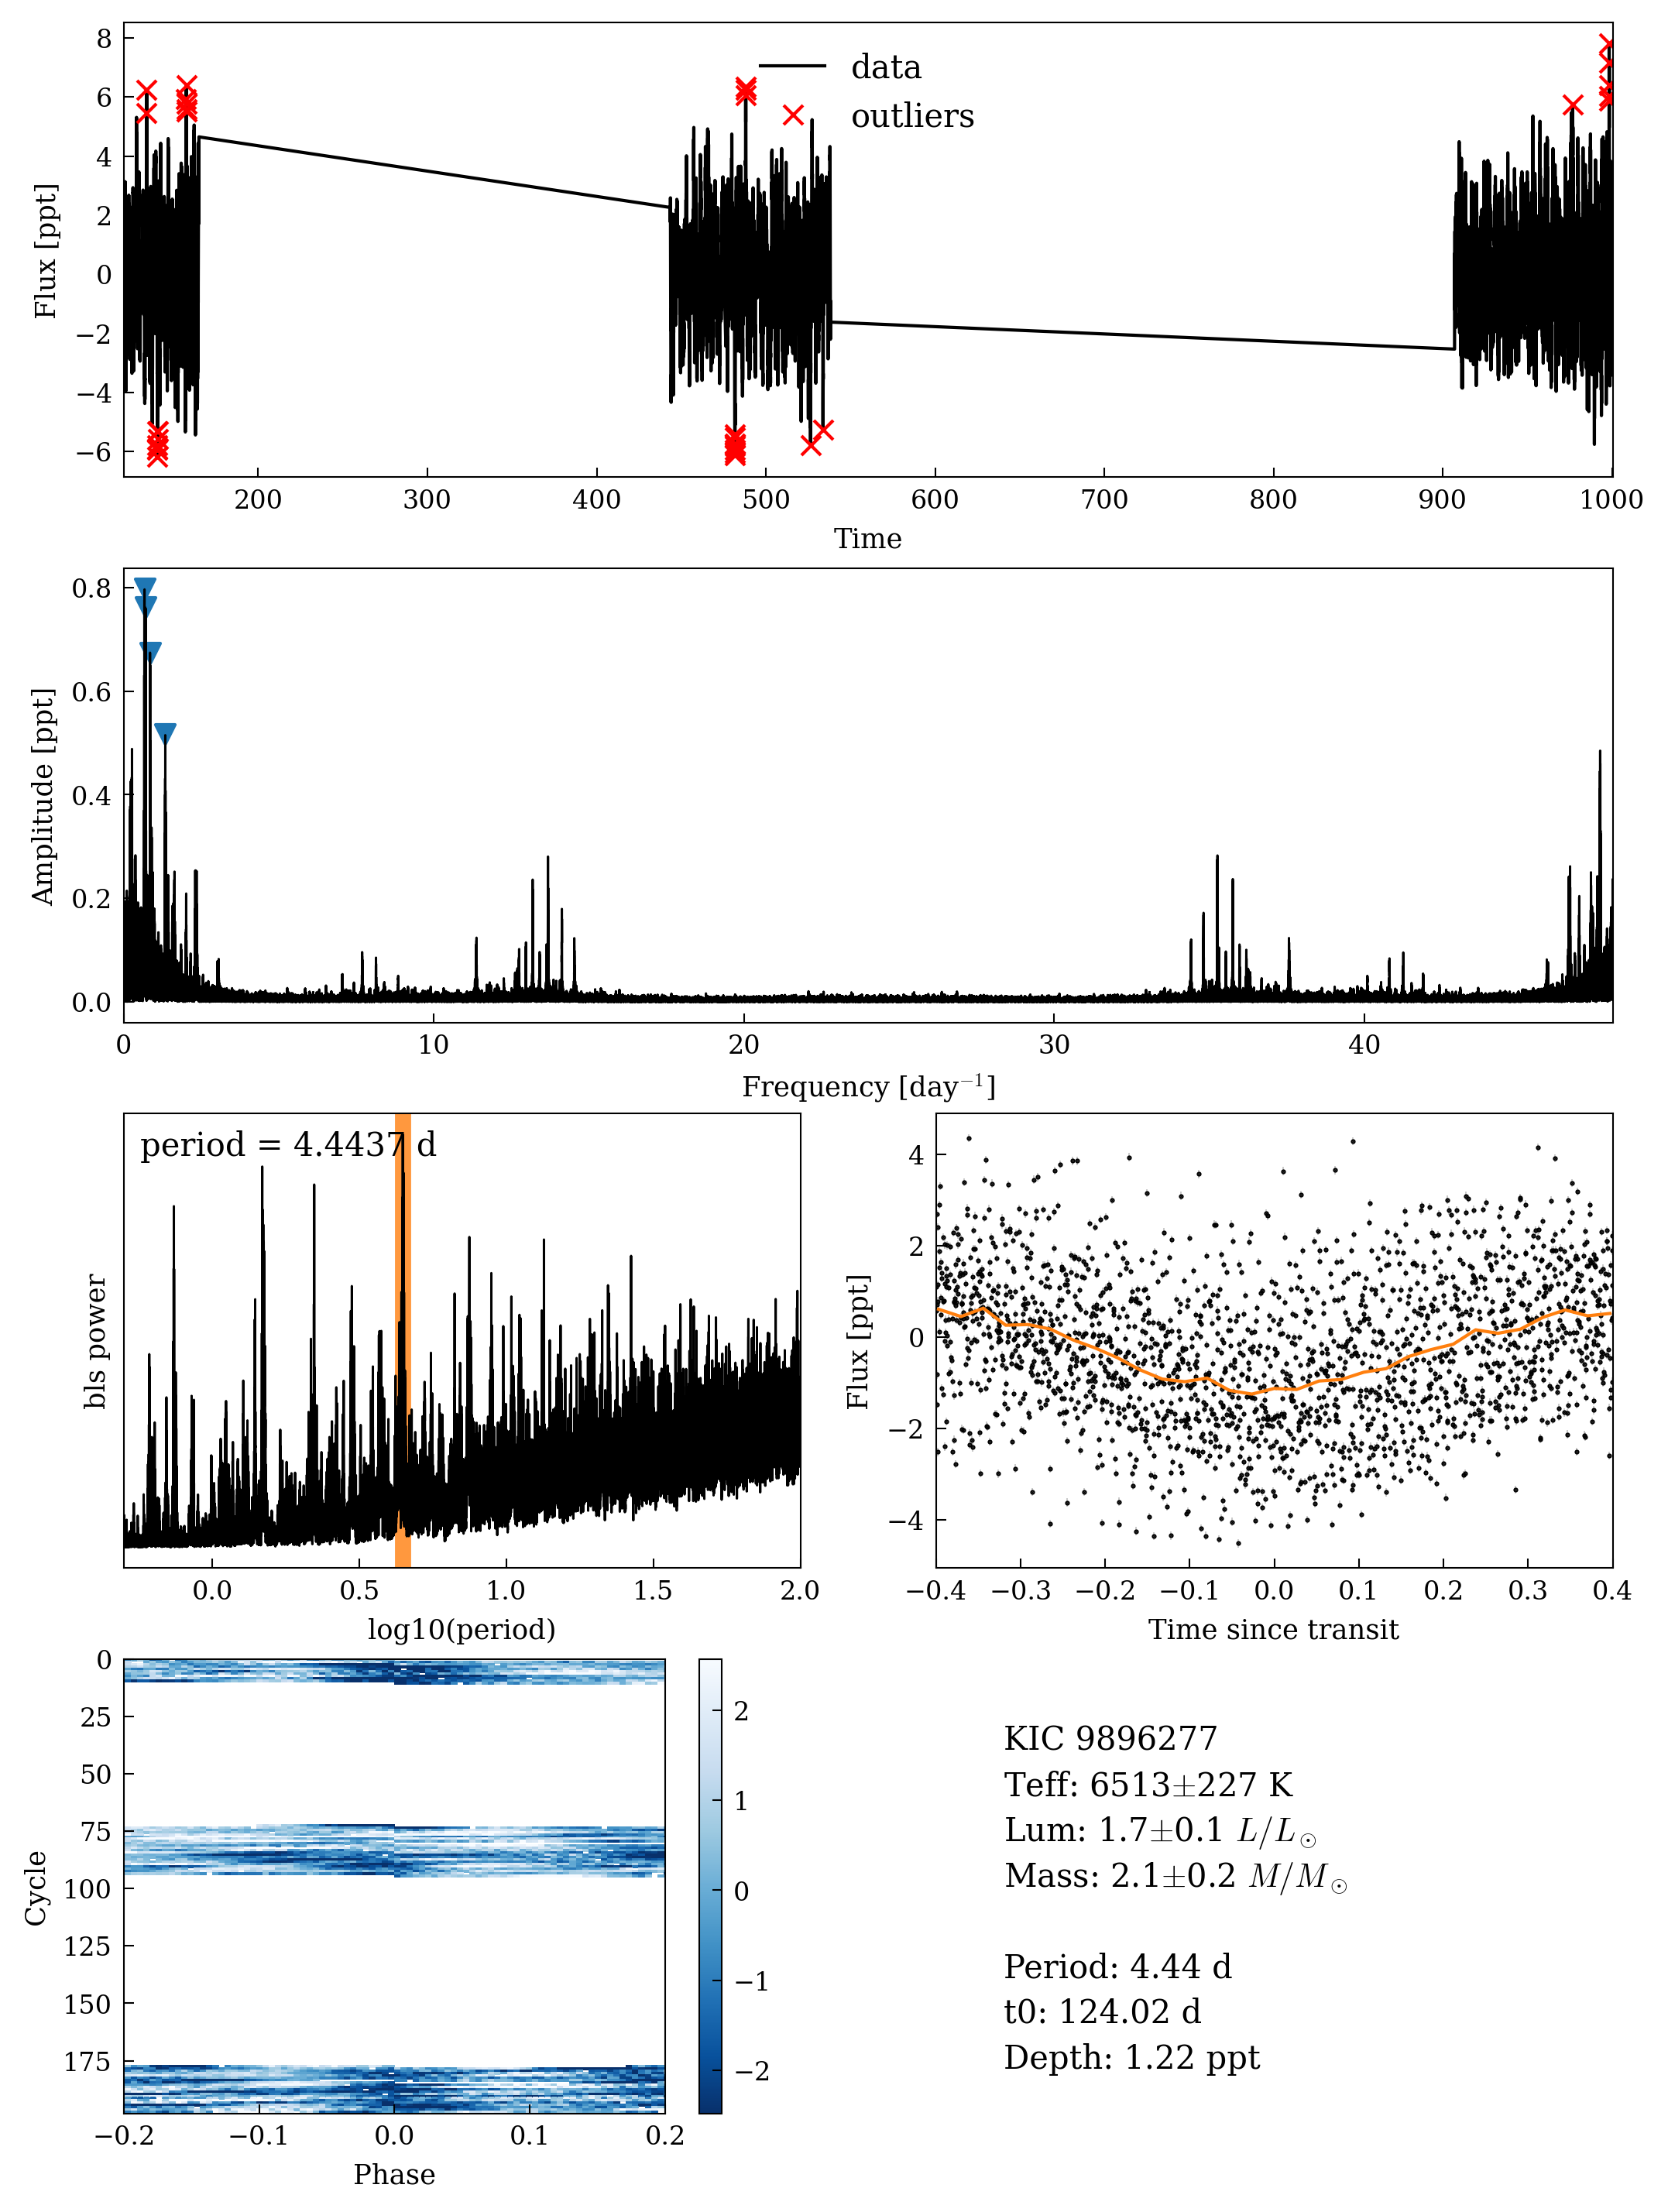 8
6
4
2
0
−2
−4
−6
Flux [ppt]
data
outliers
200 300 400 500 600 700 800 900 1000
Time
0.8
0.6
0.4
0.2
0.0
Amplitude [ppt]
0 10 20 30 40
Frequency [day⁻¹]
period = 4.4437 d
bls power
0.0 0.5 1.0 1.5 2.0
log10(period)
4
2
0
−2
−4
Flux [ppt]
−0.4 −0.3 −0.2 −0.1 0.0 0.1 0.2 0.3 0.4
Time since transit
0
25
50
75
100
125
150
175
Cycle
−0.2 −0.1 0.0 0.1 0.2
Phase
2
1
0
−1
−2
KIC 9896277
Teff: 6513±227 K
Lum: 1.7±0.1 L/L⊙
Mass: 2.1±0.2 M/M⊙
Period: 4.44 d
t0: 124.02 d
Depth: 1.22 ppt